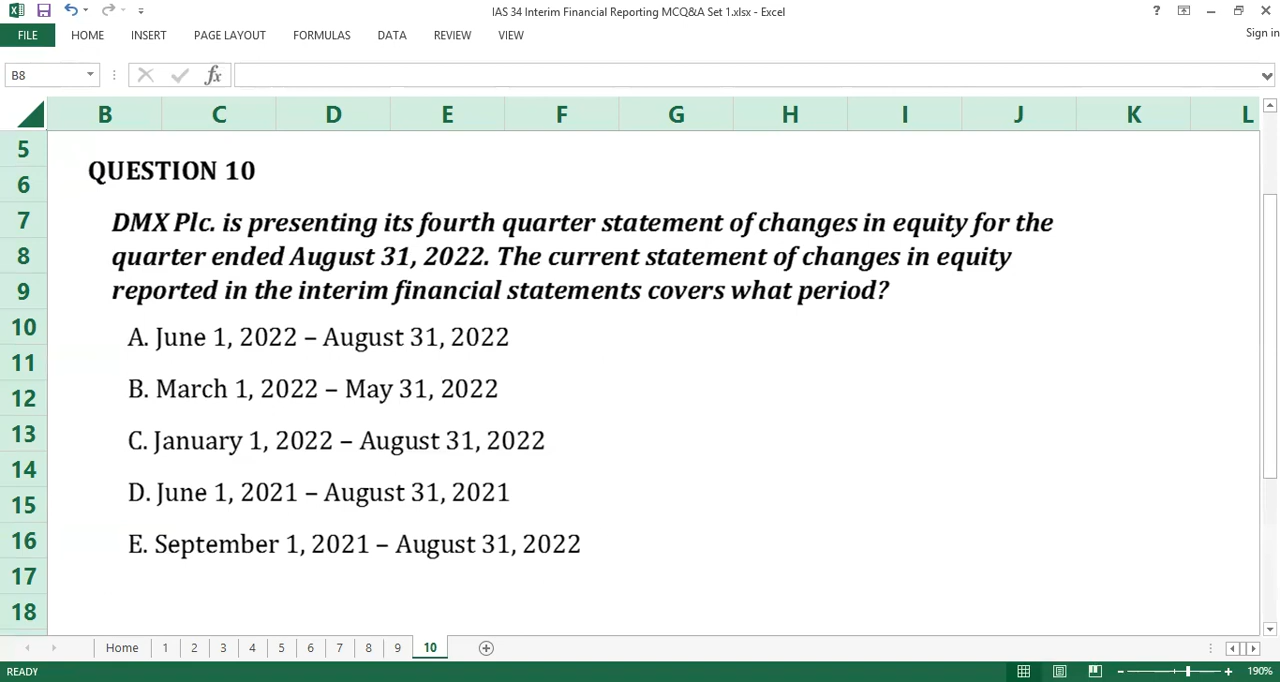 IAS 34 Interim Financial Reporting MCQ&A Set 1.xlsx - Excel
?
FILE HOME INSERT PAGE LAYOUT FORMULAS DATA REVIEW VIEW Sign in
B8 fx
B C D E F G H I J K L
5
6
7
8
9
10
11
12
13
14
15
16
17
18
QUESTION 10
DMX Plc. is presenting its fourth quarter statement of changes in equity for the
quarter ended August 31, 2022. The current statement of changes in equity
reported in the interim financial statements covers what period?
A. June 1, 2022 – August 31, 2022
B. March 1, 2022 – May 31, 2022
C. January 1, 2022 – August 31, 2022
D. June 1, 2021 – August 31, 2021
E. September 1, 2021 – August 31, 2022
Home 1 2 3 4 5 6 7 8 9 10
READY 190%